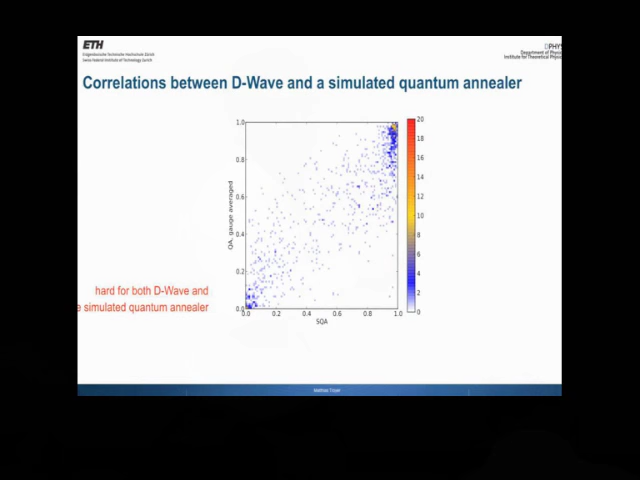 ETH
Eidgenössische Technische Hochschule Zürich
Swiss Federal Institute of Technology Zurich
PHYS
Department of Physic
Institute for Theoretical Physic
Correlations between D-Wave and a simulated quantum annealer
1.0
0.8
0.6
0.4
0.2
0.0
QA, gauge averaged
0.0 0.2 0.4 0.6 0.8 1.0
SQA
20
18
16
14
12
10
8
6
4
2
0
hard for both D-Wave and
e simulated quantum annealer
Matthias Troyer